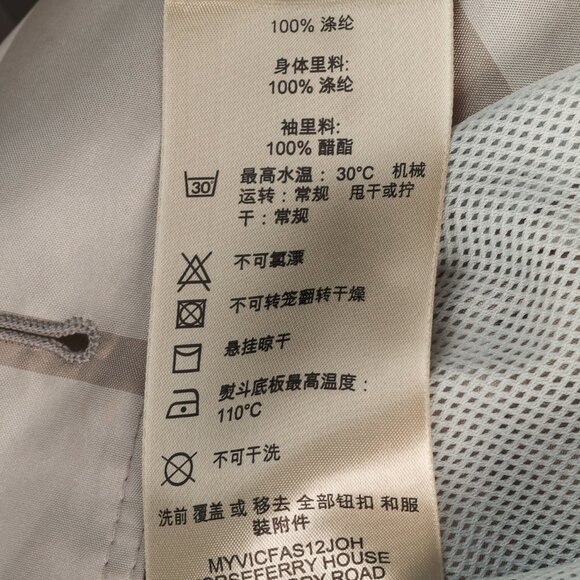 100% 涤纶
身体里料:
100% 涤纶
袖里料:
100% 醋酯
30
最高水温：30°C 机械
运转：常规 甩干或拧
干：常规
不可氯漂
不可转笼翻转干燥
悬挂晾干
熨斗底板最高温度：
110°C
不可干洗
洗前 覆盖 或 移去 全部钮扣 和服
裝附件
MYVICFAS12JOH
HORSEFERRY HOUSE